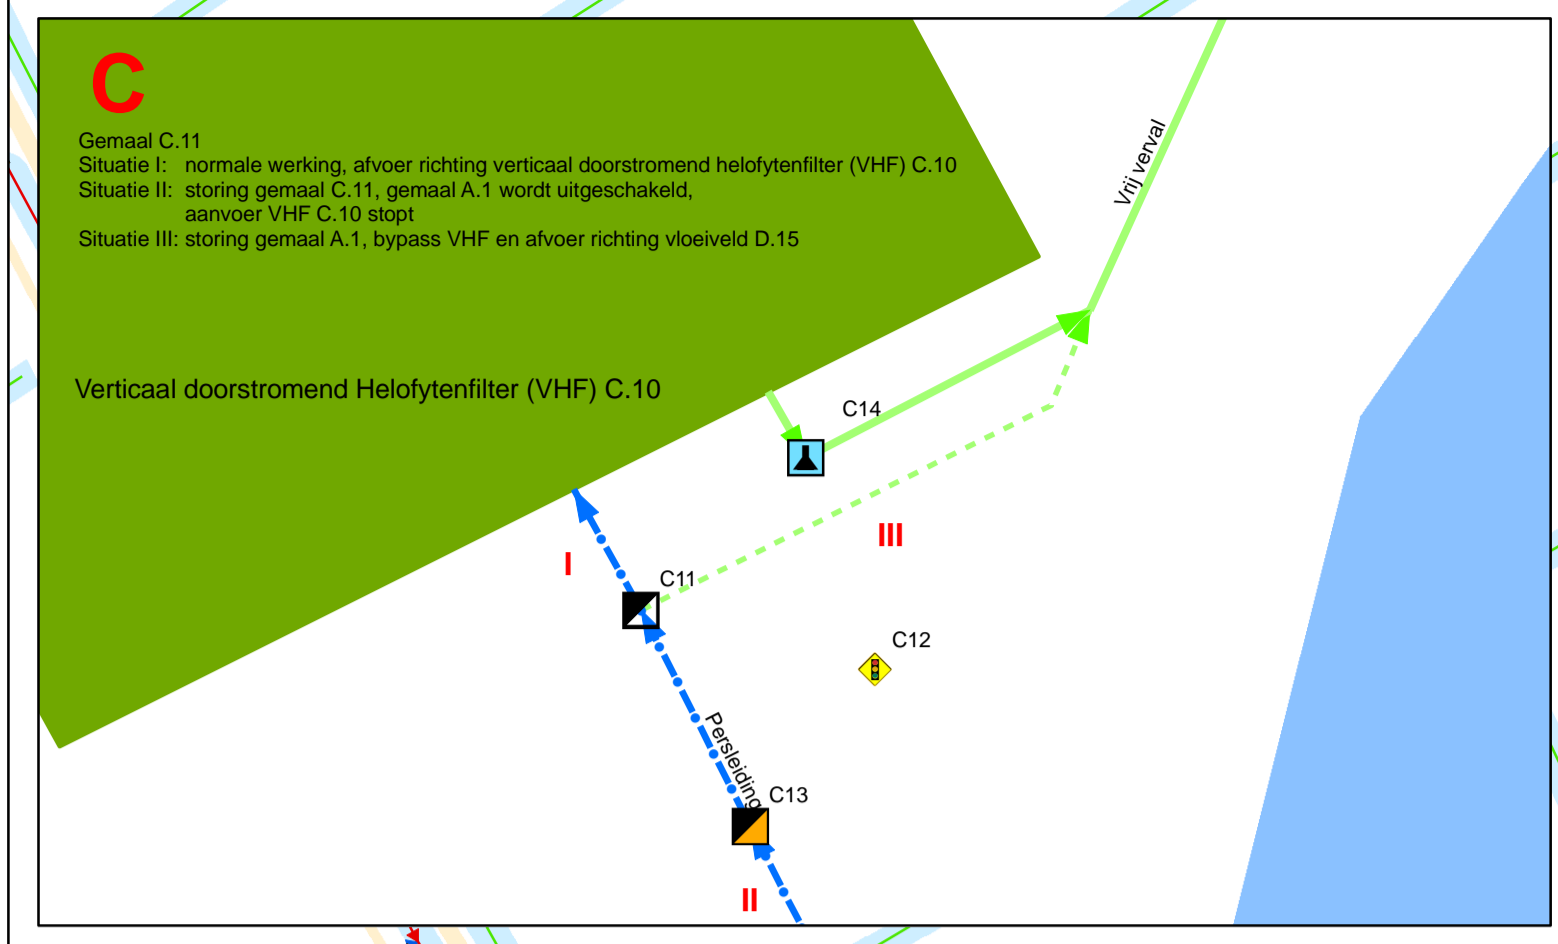 C
Gemaal C.11
Situatie I: normale werking, afvoer richting verticaal doorstromend helofytenfilter (VHF) C.10
Situatie II: storing gemaal C.11, gemaal A.1 wordt uitgeschakeld,
aanvoer VHF C.10 stopt
Situatie III: storing gemaal A.1, bypass VHF en afvoer richting vloeiveld D.15
Vrij verval
Verticaal doorstromend Helofytenfilter (VHF) C.10
C14
III
I
C11
C12
Persleiding
C13
II